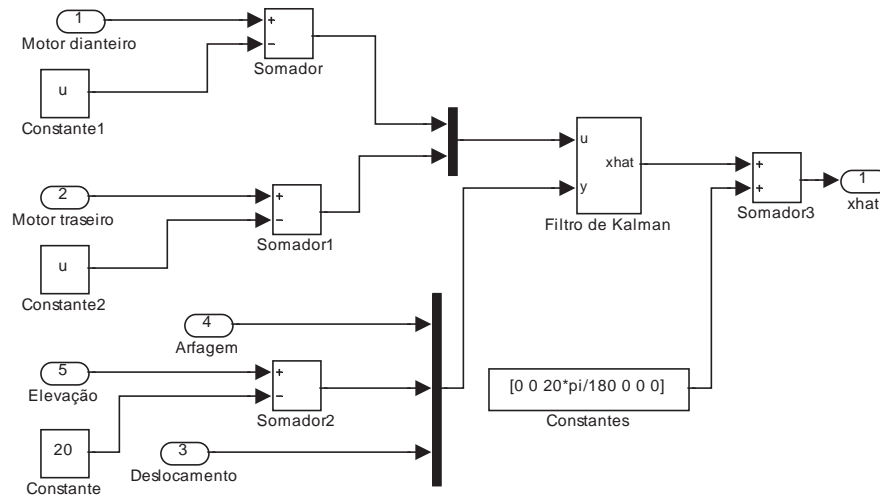 1
Motor dianteiro
+
−
Somador
u
Constante1
2
Motor traseiro
+
−
Somador1
u
Constante2
4
Arfagem
5
Elevação
+
−
Somador2
20
Constante
3
Deslocamento
u
y
xhat
Filtro de Kalman
[0 0 20*pi/180 0 0 0]
Constantes
+
+
Somador3
1
xhat